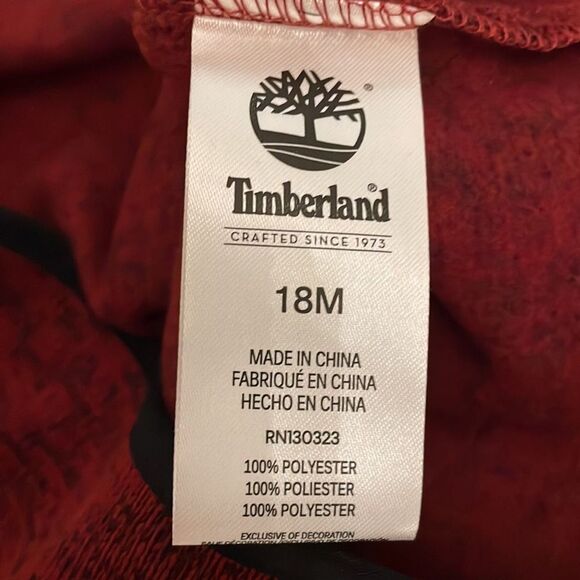 Timberland®
CRAFTED SINCE 1973
18M
MADE IN CHINA
FABRIQUÉ EN CHINA
HECHO EN CHINA
RN130323
100% POLYESTER
100% POLIESTER
100% POLYESTER
EXCLUSIVE OF DECORATION